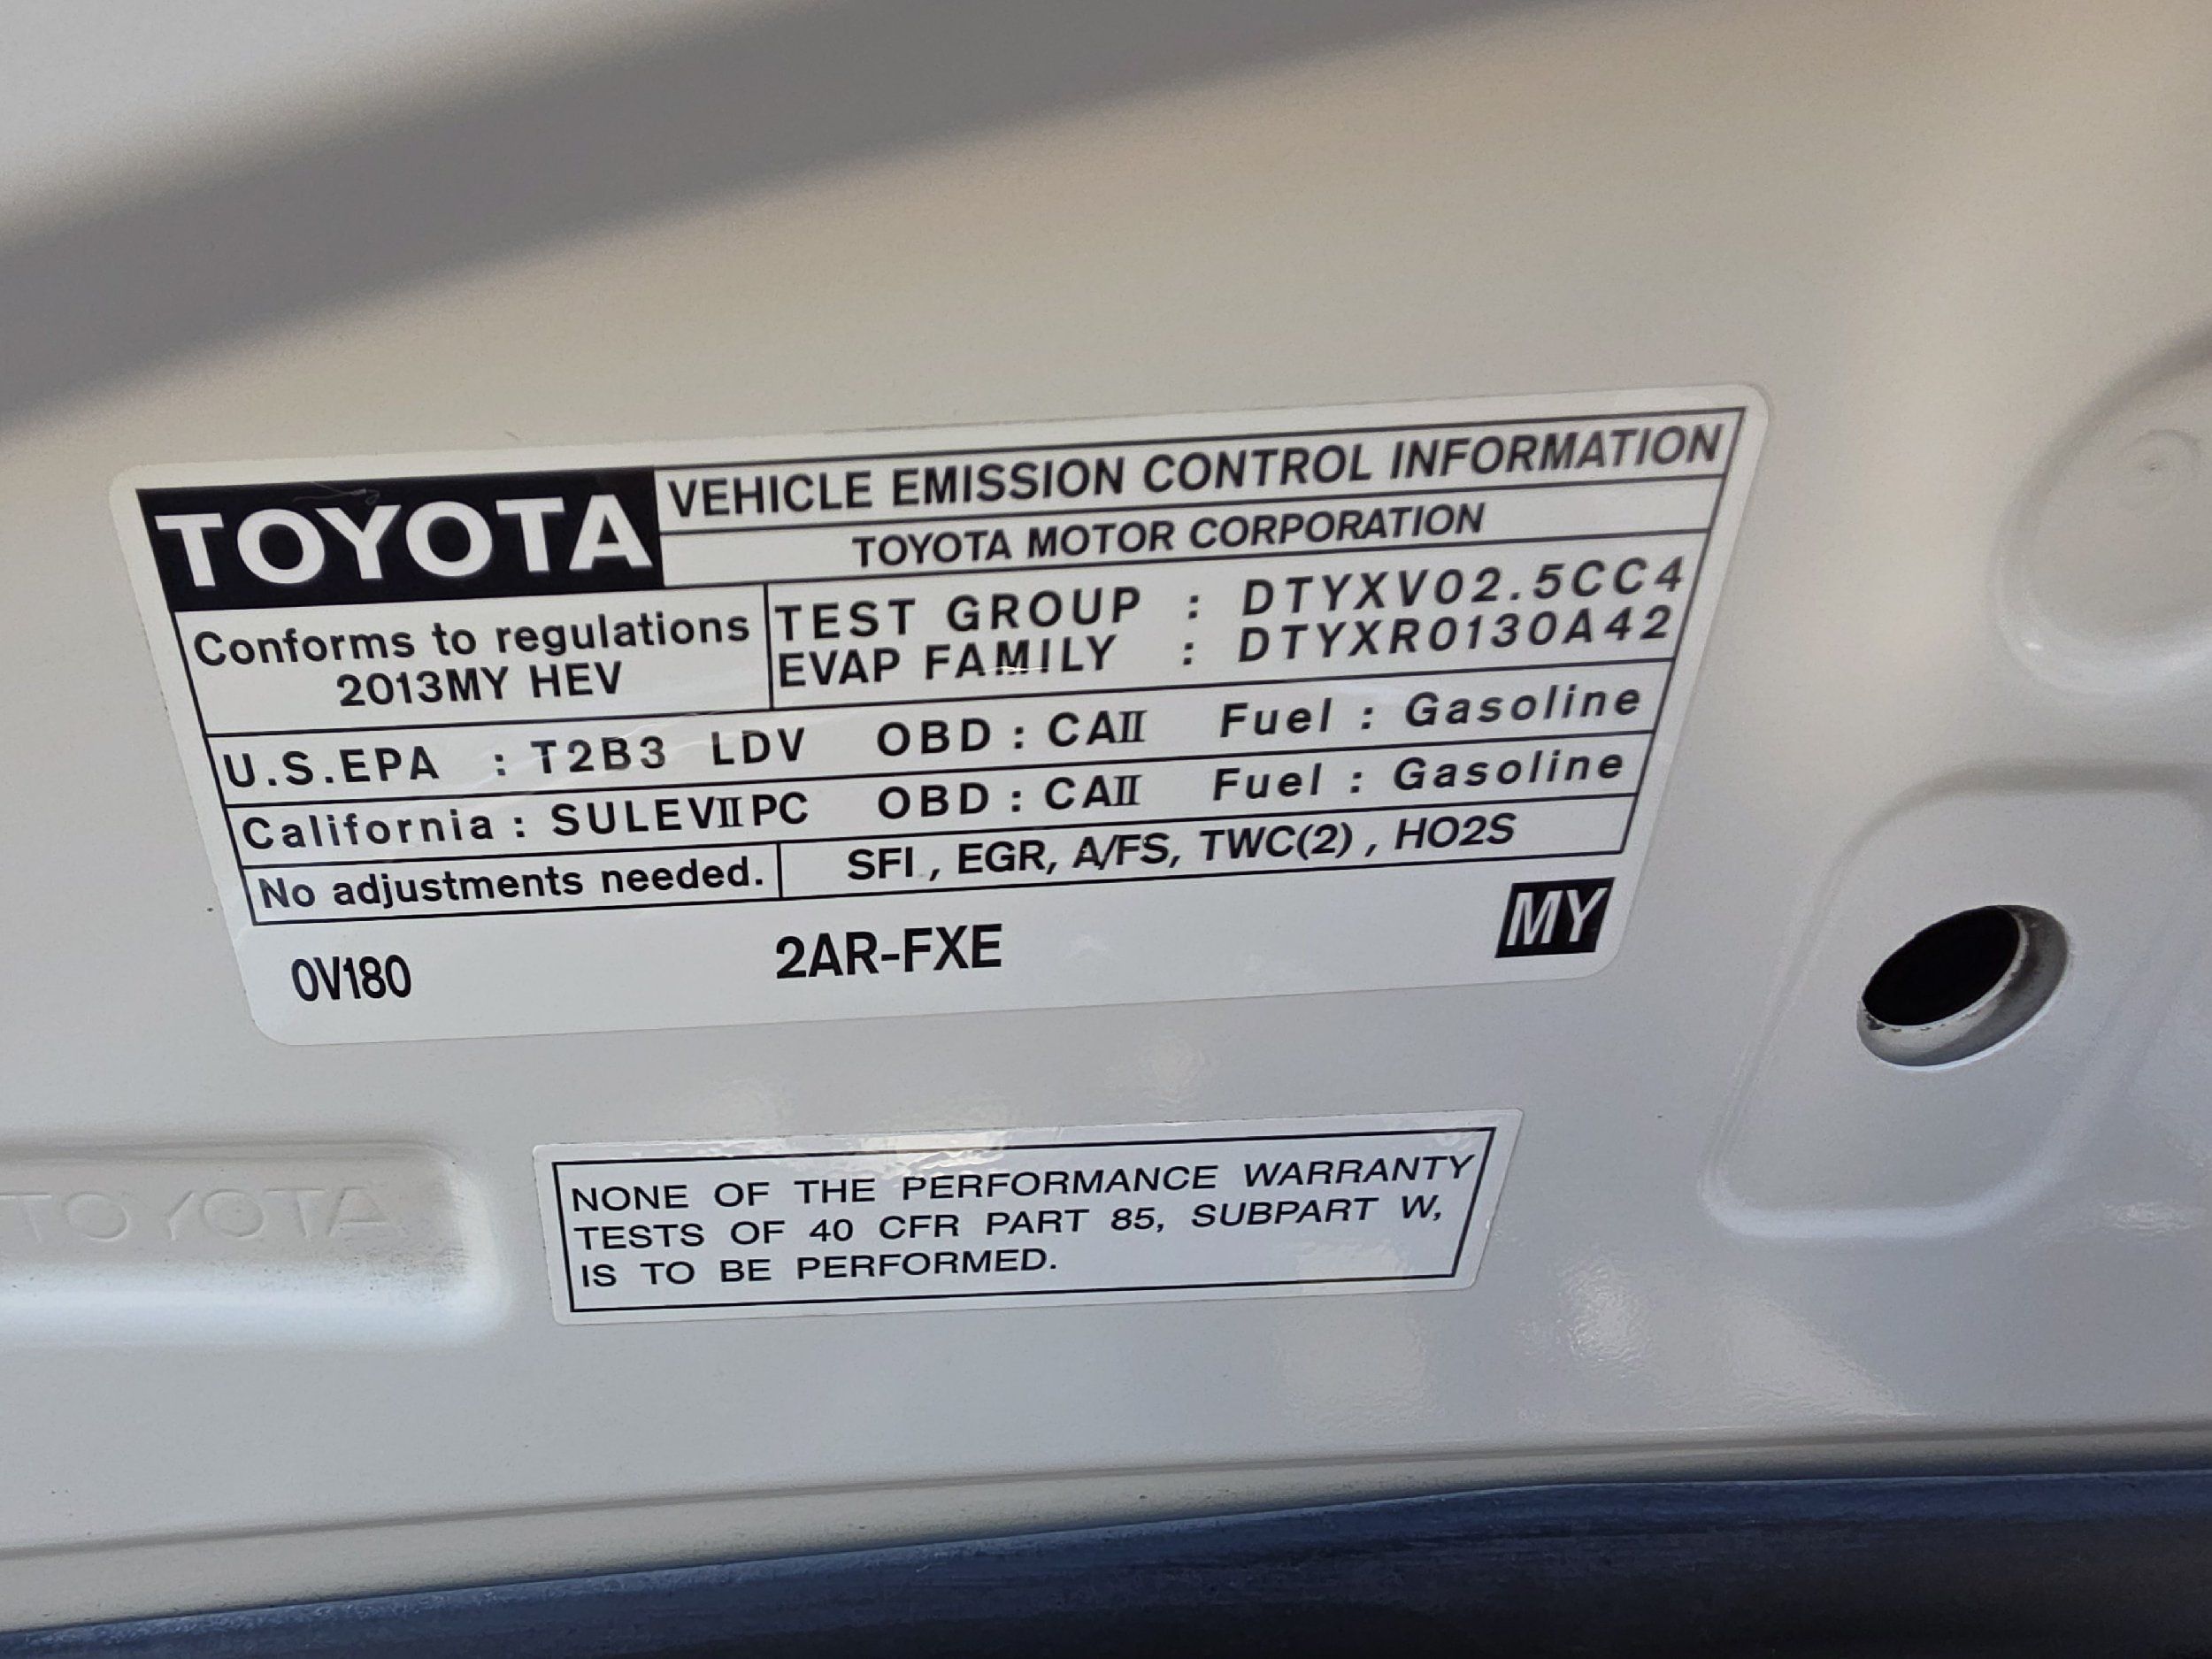 TOYOTA
VEHICLE EMISSION CONTROL INFORMATION
TOYOTA MOTOR CORPORATION
Conforms to regulations
2013MY HEV
TEST GROUP : DTYXV02.5CC4
EVAP FAMILY : DTYXR0130A42
U.S.EPA : T2B3 LDV OBD : CAII Fuel : Gasoline
California : SULEVII PC OBD : CAII Fuel : Gasoline
No adjustments needed. SFI , EGR, A/FS, TWC(2) , HO2S
0V180 2AR-FXE MY
TOYOTA
NONE OF THE PERFORMANCE WARRANTY
TESTS OF 40 CFR PART 85, SUBPART W,
IS TO BE PERFORMED.